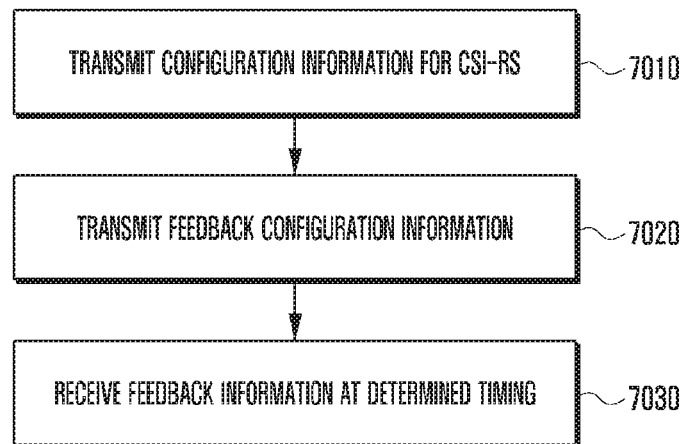 TRANSMIT CONFIGURATION INFORMATION FOR CSI-RS
7010
TRANSMIT FEEDBACK CONFIGURATION INFORMATION
7020
RECEIVE FEEDBACK INFORMATION AT DETERMINED TIMING
7030